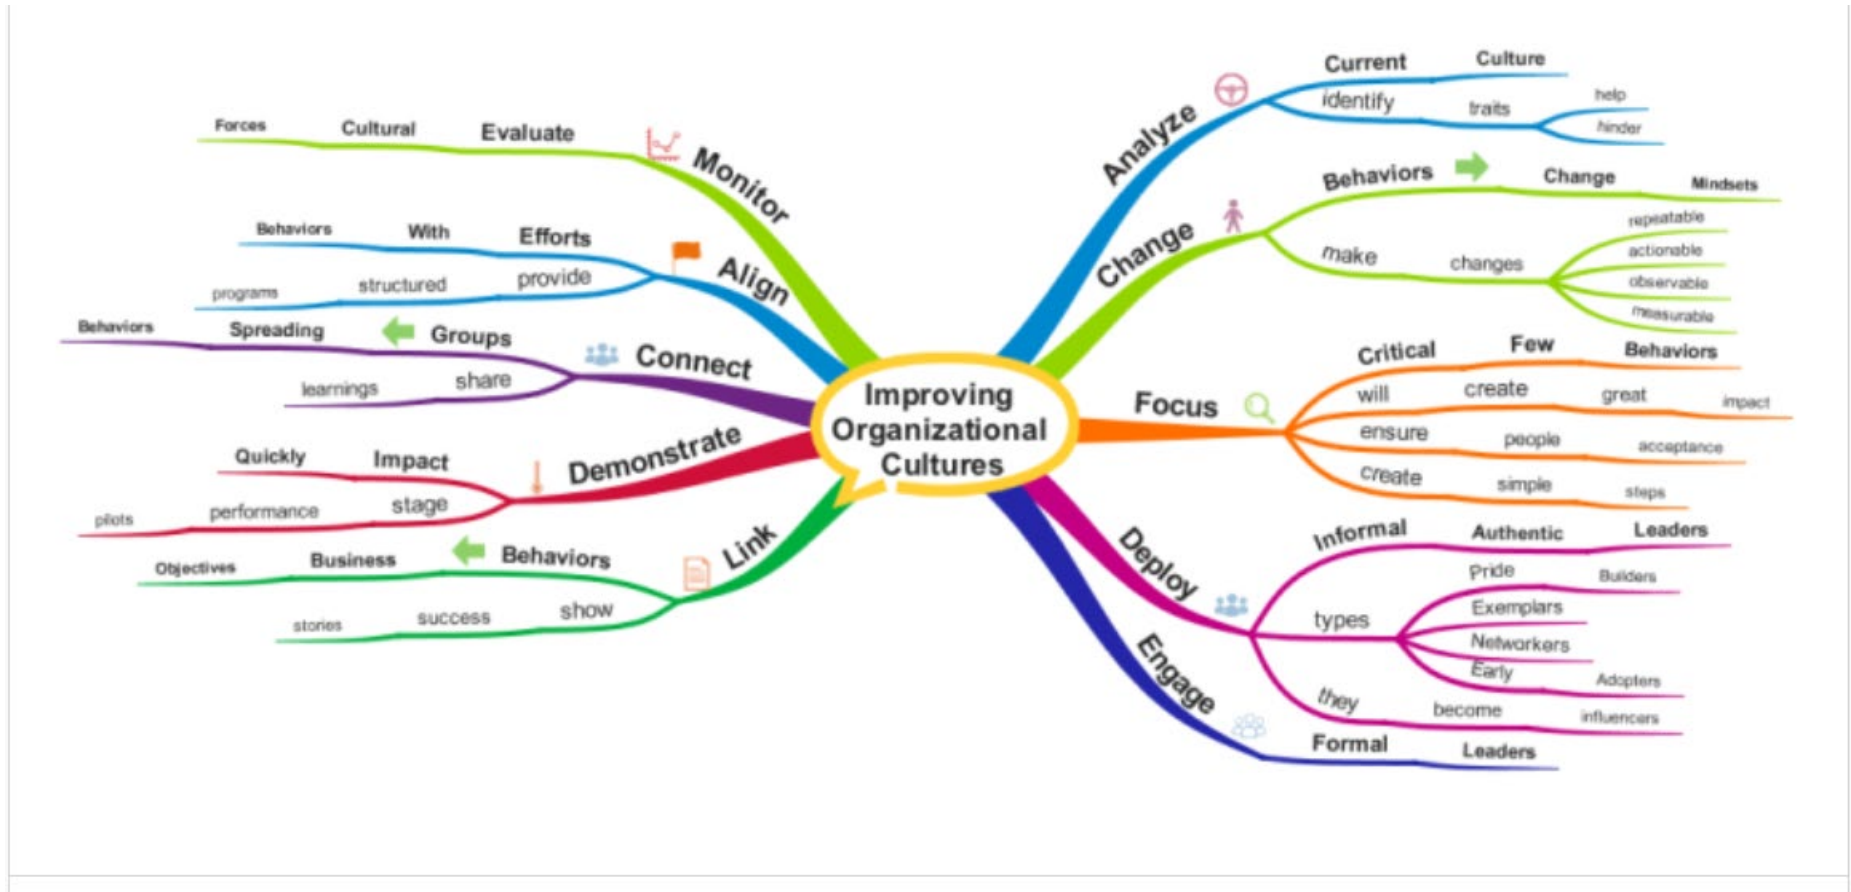 Improving
Organizational
Cultures
Analyze
Current Culture
identify traits
help
hinder
Change
Behaviors Change Mindsets
make changes
repeatable
actionable
observable
measurable
Focus
Critical Few Behaviors
will create great impact
ensure people acceptance
create simple steps
Deploy
Informal Authentic Leaders
types
Pride Builders
Exemplars
Networkers
Early Adopters
they become influencers
Engage
Formal Leaders
Link
Behaviors Business Objectives
show success stories
Demonstrate
Impact Quickly
stage performance pilots
Connect
Groups Spreading Behaviors
share learnings
Align
Efforts With Behaviors
provide structured programs
Monitor
Evaluate Cultural Forces